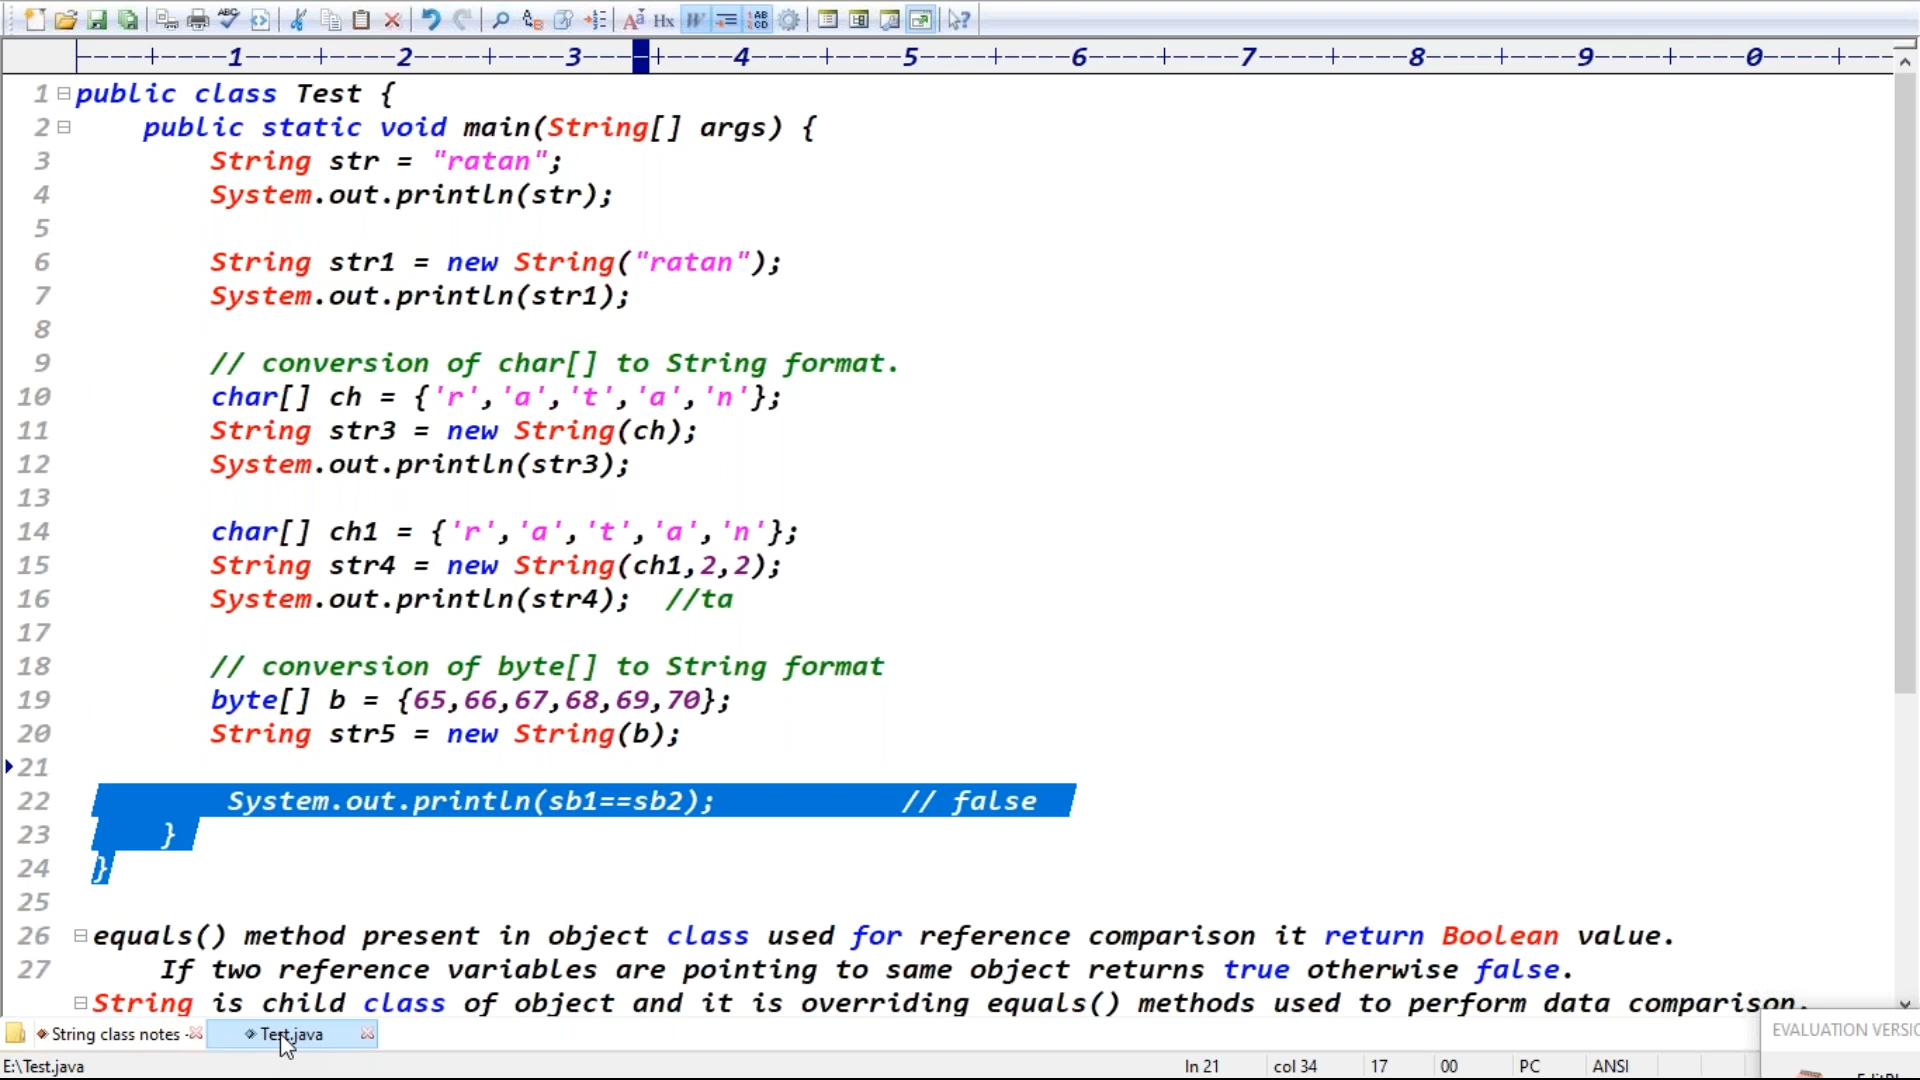 ----+----1----+----2----+----3----+----4----+----5----+----6----+----7----+----8----+----9----+----0----+---
1 public class Test {
2 public static void main(String[] args) {
3 String str = "ratan";
4 System.out.println(str);
5
6 String str1 = new String("ratan");
7 System.out.println(str1);
8
9 // conversion of char[] to String format.
10 char[] ch = {'r','a','t','a','n'};
11 String str3 = new String(ch);
12 System.out.println(str3);
13
14 char[] ch1 = {'r','a','t','a','n'};
15 String str4 = new String(ch1,2,2);
16 System.out.println(str4); //ta
17
18 // conversion of byte[] to String format
19 byte[] b = {65,66,67,68,69,70};
20 String str5 = new String(b);
21
22 System.out.println(sb1==sb2); // false
23 }
24 }
25
26 equals() method present in object class used for reference comparison it return Boolean value.
27 If two reference variables are pointing to same object returns true otherwise false.
String is child class of object and it is overriding equals() methods used to perform data comparison.
String class notes - Test.java
EVALUATION VERSIO
E:\Test.java ln 21 col 34 17 00 PC ANSI